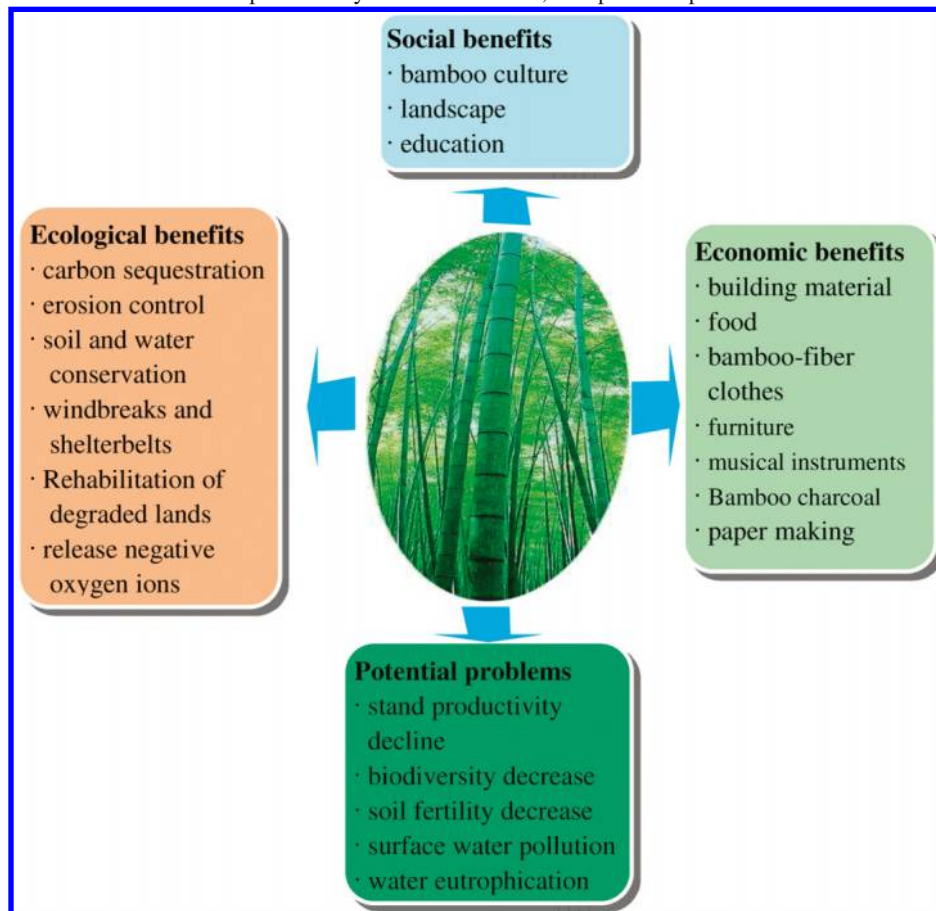 Social benefits
· bamboo culture
· landscape
· education
Ecological benefits
· carbon sequestration
· erosion control
· soil and water
conservation
· windbreaks and
shelterbelts
· Rehabilitation of
degraded lands
· release negative
oxygen ions
Economic benefits
· building material
· food
· bamboo-fiber
clothes
· furniture
· musical instruments
· Bamboo charcoal
· paper making
Potential problems
· stand productivity
decline
· biodiversity decrease
· soil fertility decrease
· surface water pollution
· water eutrophication